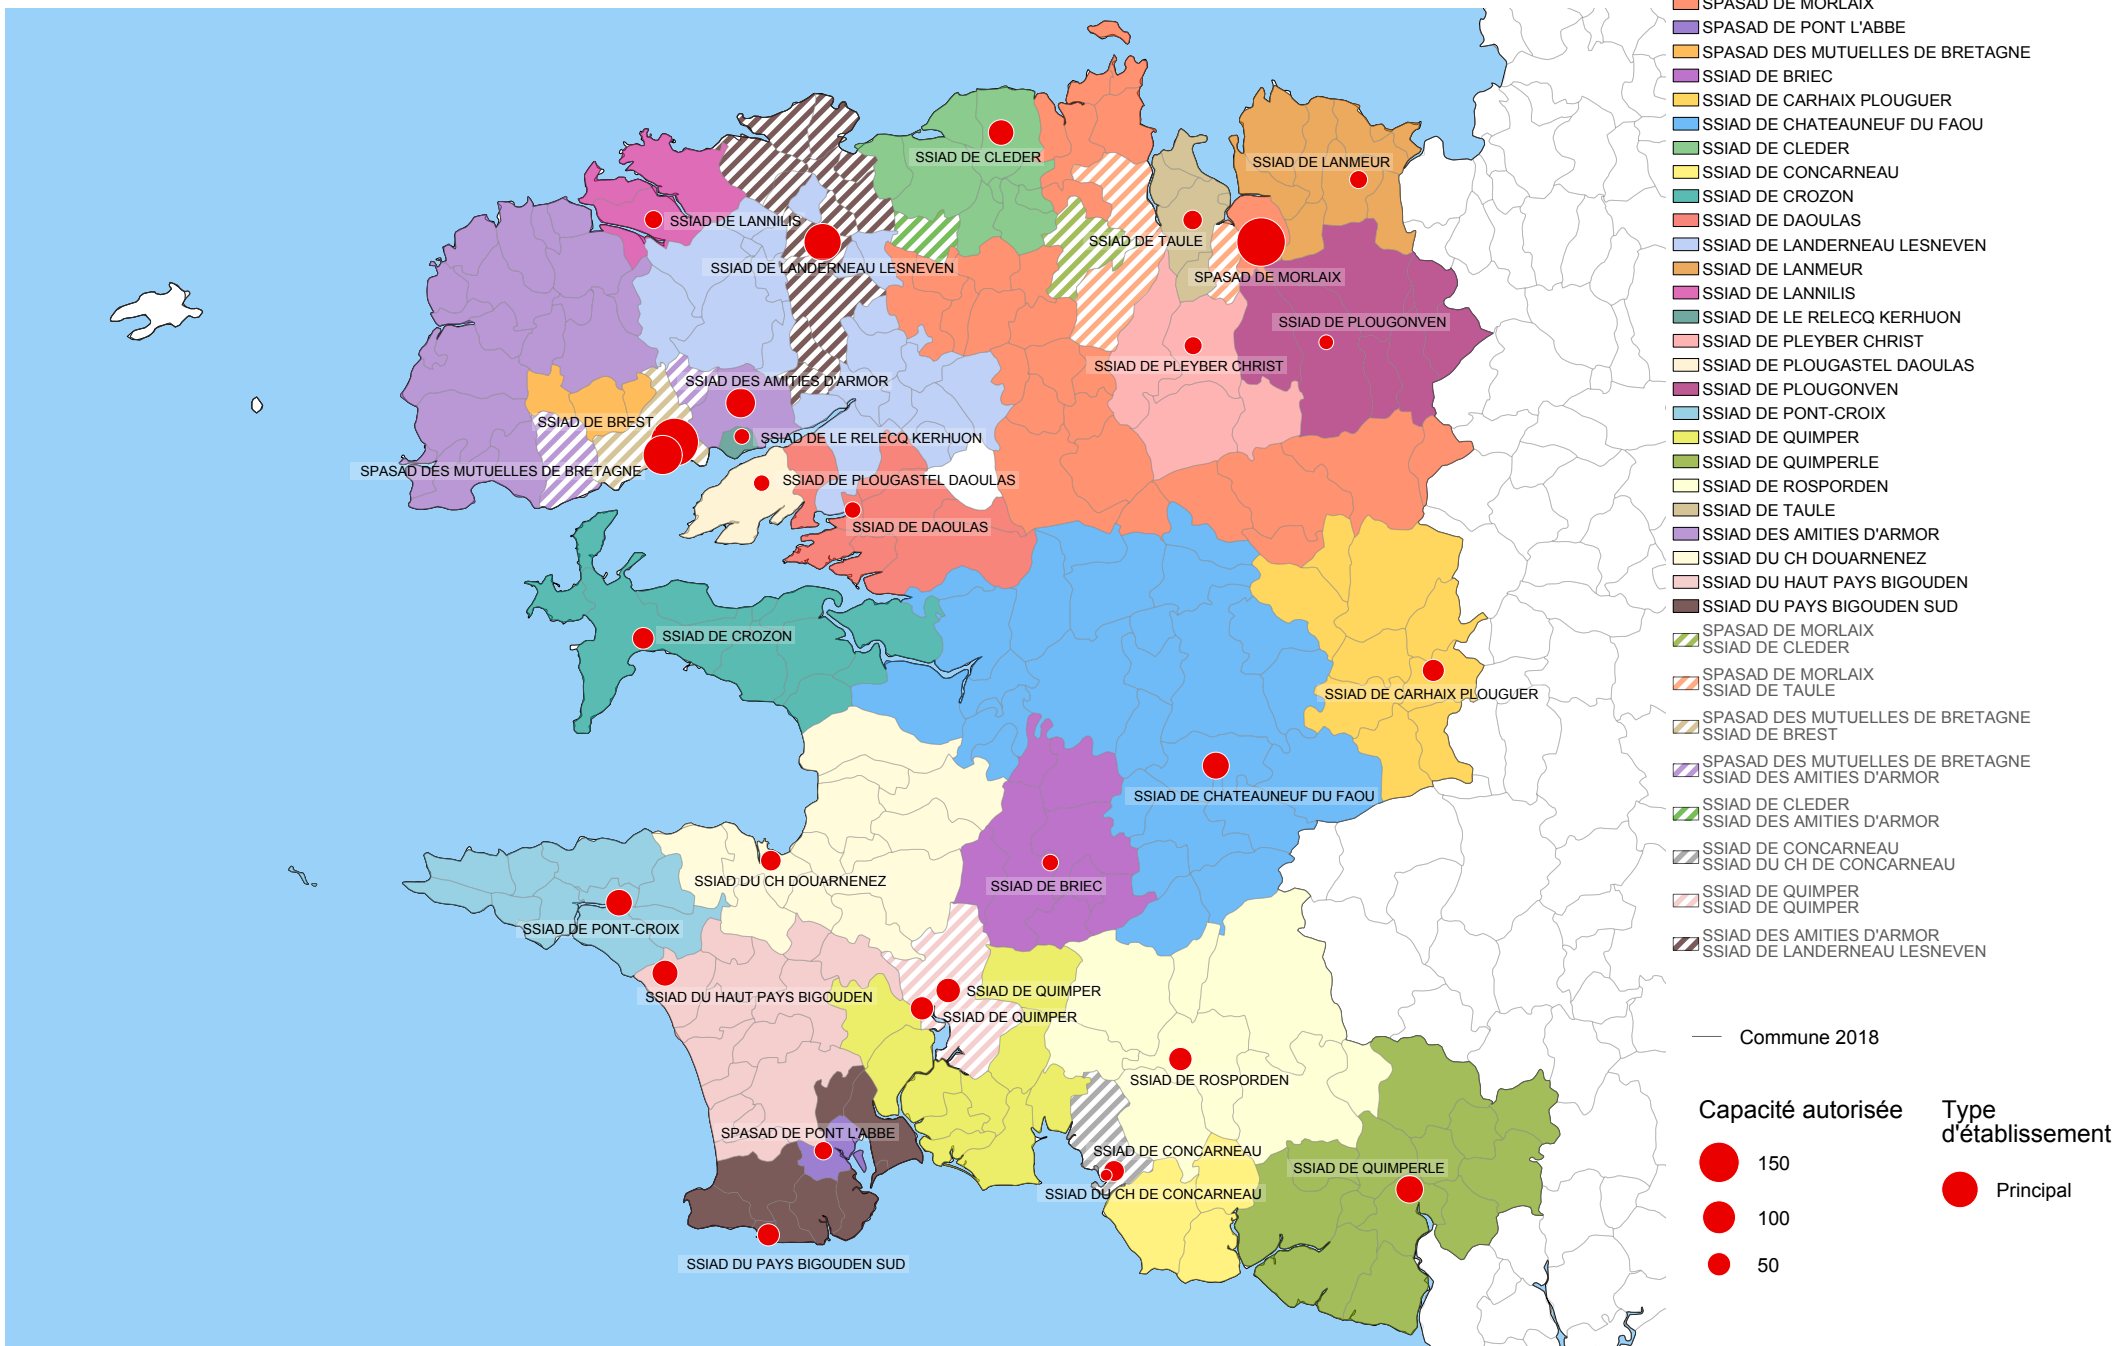 SPASAD DE MORLAIX
SPASAD DE PONT L'ABBE
SPASAD DES MUTUELLES DE BRETAGNE
SSIAD DE BRIEC
SSIAD DE CARHAIX PLOUGUER
SSIAD DE CHATEAUNEUF DU FAOU
SSIAD DE CLEDER
SSIAD DE CONCARNEAU
SSIAD DE CROZON
SSIAD DE DAOULAS
SSIAD DE LANDERNEAU LESNEVEN
SSIAD DE LANMEUR
SSIAD DE LANNILIS
SSIAD DE LE RELECQ KERHUON
SSIAD DE PLEYBER CHRIST
SSIAD DE PLOUGASTEL DAOULAS
SSIAD DE PLOUGONVEN
SSIAD DE PONT-CROIX
SSIAD DE QUIMPER
SSIAD DE QUIMPERLE
SSIAD DE ROSPORDEN
SSIAD DE TAULE
SSIAD DES AMITIES D'ARMOR
SSIAD DU CH DOUARNENEZ
SSIAD DU HAUT PAYS BIGOUDEN
SSIAD DU PAYS BIGOUDEN SUD
SPASAD DE MORLAIX
SSIAD DE CLEDER
SPASAD DE MORLAIX
SSIAD DE TAULE
SPASAD DES MUTUELLES DE BRETAGNE
SSIAD DE BREST
SPASAD DES MUTUELLES DE BRETAGNE
SSIAD DES AMITIES D'ARMOR
SSIAD DE CLEDER
SSIAD DES AMITIES D'ARMOR
SSIAD DE CONCARNEAU
SSIAD DU CH DE CONCARNEAU
SSIAD DE QUIMPER
SSIAD DE QUIMPER
SSIAD DES AMITIES D'ARMOR
SSIAD DE LANDERNEAU LESNEVEN
Commune 2018
Capacité autorisée
150
100
50
Type
d'établissement
Principal
SSIAD DE CLEDER
SSIAD DE LANMEUR
SSIAD DE LANNILIS
SSIAD DE TAULE
SSIAD DE LANDERNEAU LESNEVEN
SPASAD DE MORLAIX
SSIAD DE PLOUGONVEN
SSIAD DE PLEYBER CHRIST
SSIAD DES AMITIES D'ARMOR
SSIAD DE BREST
SSIAD DE LE RELECQ KERHUON
SPASAD DES MUTUELLES DE BRETAGNE
SSIAD DE PLOUGASTEL DAOULAS
SSIAD DE DAOULAS
SSIAD DE CROZON
SSIAD DE CARHAIX PLOUGUER
SSIAD DE CHATEAUNEUF DU FAOU
SSIAD DU CH DOUARNENEZ
SSIAD DE BRIEC
SSIAD DE PONT-CROIX
SSIAD DU HAUT PAYS BIGOUDEN
SSIAD DE QUIMPER
SSIAD DE QUIMPER
SSIAD DE ROSPORDEN
SPASAD DE PONT L'ABBE
SSIAD DE CONCARNEAU
SSIAD DE QUIMPERLE
SSIAD DU CH DE CONCARNEAU
SSIAD DU PAYS BIGOUDEN SUD